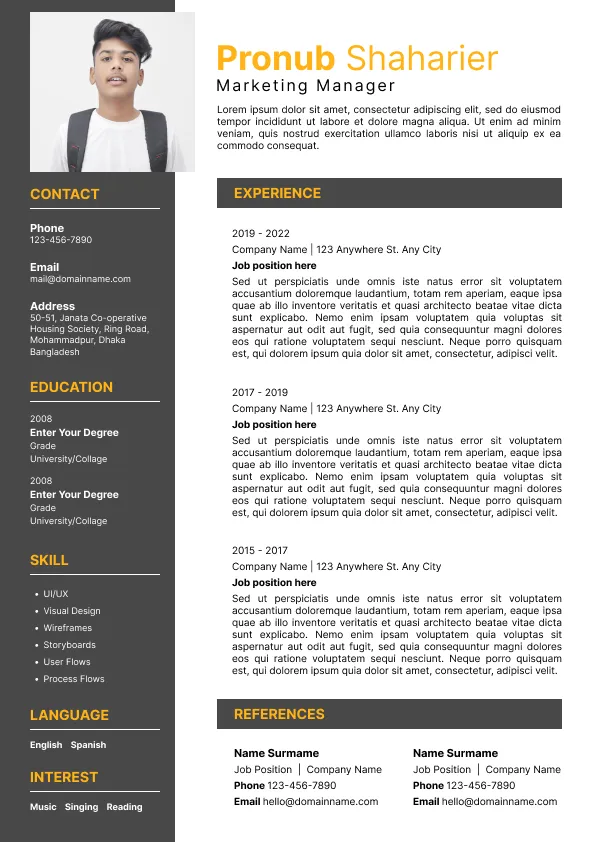 Pronub Shaharier
Marketing Manager
Lorem ipsum dolor sit amet, consectetur adipiscing elit, sed do eiusmod
tempor incididunt ut labore et dolore magna aliqua. Ut enim ad minim
veniam, quis nostrud exercitation ullamco laboris nisi ut aliquip ex ea
commodo consequat.
CONTACT
Phone
123-456-7890
Email
mail@domainname.com
Address
50-51, Janata Co-operative
Housing Society, Ring Road,
Mohammadpur, Dhaka
Bangladesh
EDUCATION
2008
Enter Your Degree
Grade
University/Collage
2008
Enter Your Degree
Grade
University/Collage
SKILL
• UI/UX
• Visual Design
• Wireframes
• Storyboards
• User Flows
• Process Flows
LANGUAGE
English Spanish
INTEREST
Music Singing Reading
EXPERIENCE
2019 - 2022
Company Name | 123 Anywhere St. Any City
Job position here
Sed ut perspiciatis unde omnis iste natus error sit voluptatem
accusantium doloremque laudantium, totam rem aperiam, eaque ipsa
quae ab illo inventore veritatis et quasi architecto beatae vitae dicta
sunt explicabo. Nemo enim ipsam voluptatem quia voluptas sit
aspernatur aut odit aut fugit, sed quia consequuntur magni dolores
eos qui ratione voluptatem sequi nesciunt. Neque porro quisquam
est, qui dolorem ipsum quia dolor sit amet, consectetur, adipisci velit.
2017 - 2019
Company Name | 123 Anywhere St. Any City
Job position here
Sed ut perspiciatis unde omnis iste natus error sit voluptatem
accusantium doloremque laudantium, totam rem aperiam, eaque ipsa
quae ab illo inventore veritatis et quasi architecto beatae vitae dicta
sunt explicabo. Nemo enim ipsam voluptatem quia voluptas sit
aspernatur aut odit aut fugit, sed quia consequuntur magni dolores
eos qui ratione voluptatem sequi nesciunt. Neque porro quisquam
est, qui dolorem ipsum quia dolor sit amet, consectetur, adipisci velit.
2015 - 2017
Company Name | 123 Anywhere St. Any City
Job position here
Sed ut perspiciatis unde omnis iste natus error sit voluptatem
accusantium doloremque laudantium, totam rem aperiam, eaque ipsa
quae ab illo inventore veritatis et quasi architecto beatae vitae dicta
sunt explicabo. Nemo enim ipsam voluptatem quia voluptas sit
aspernatur aut odit aut fugit, sed quia consequuntur magni dolores
eos qui ratione voluptatem sequi nesciunt. Neque porro quisquam
est, qui dolorem ipsum quia dolor sit amet, consectetur, adipisci velit.
REFERENCES
Name Surname
Job Position | Company Name
Phone 123-456-7890
Email hello@domainname.com
Name Surname
Job Position | Company Name
Phone 123-456-7890
Email hello@domainname.com